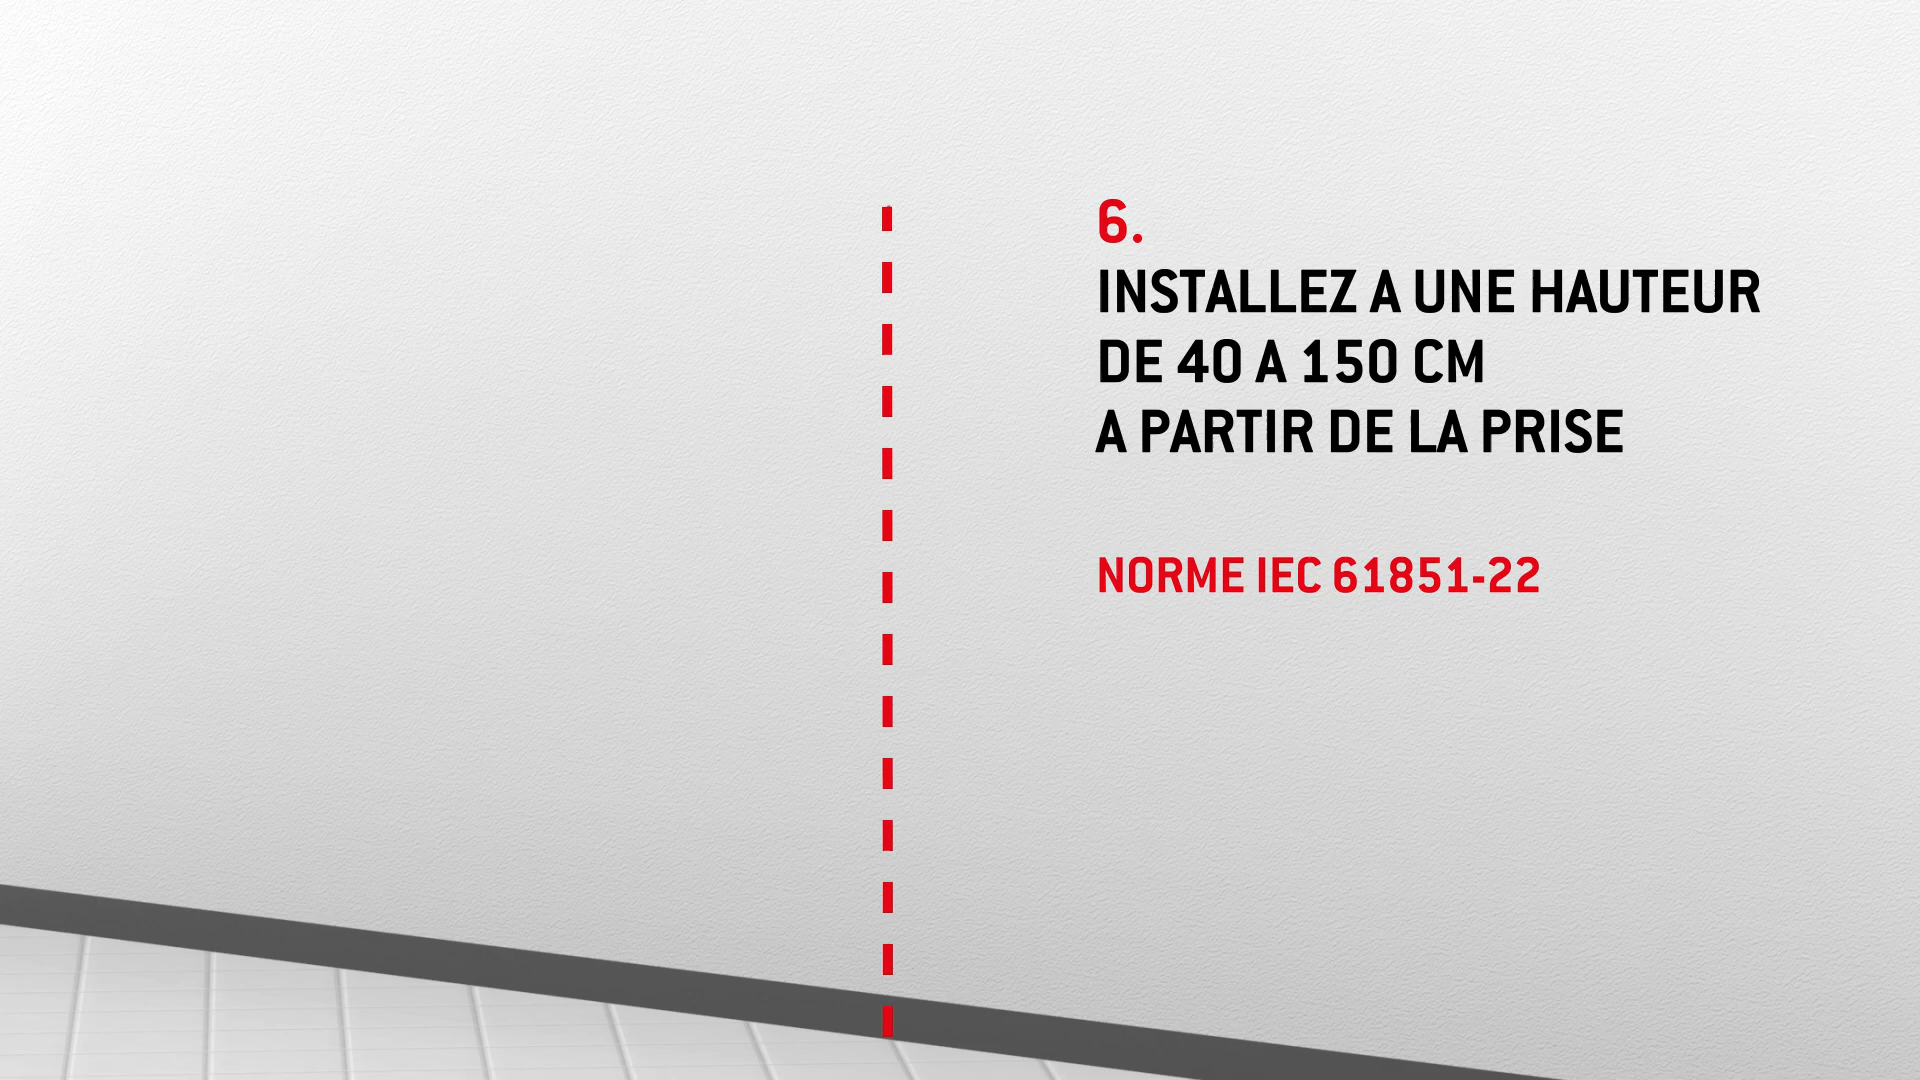 6.
INSTALLEZ A UNE HAUTEUR
DE 40 A 150 CM
A PARTIR DE LA PRISE
NORME IEC 61851-22